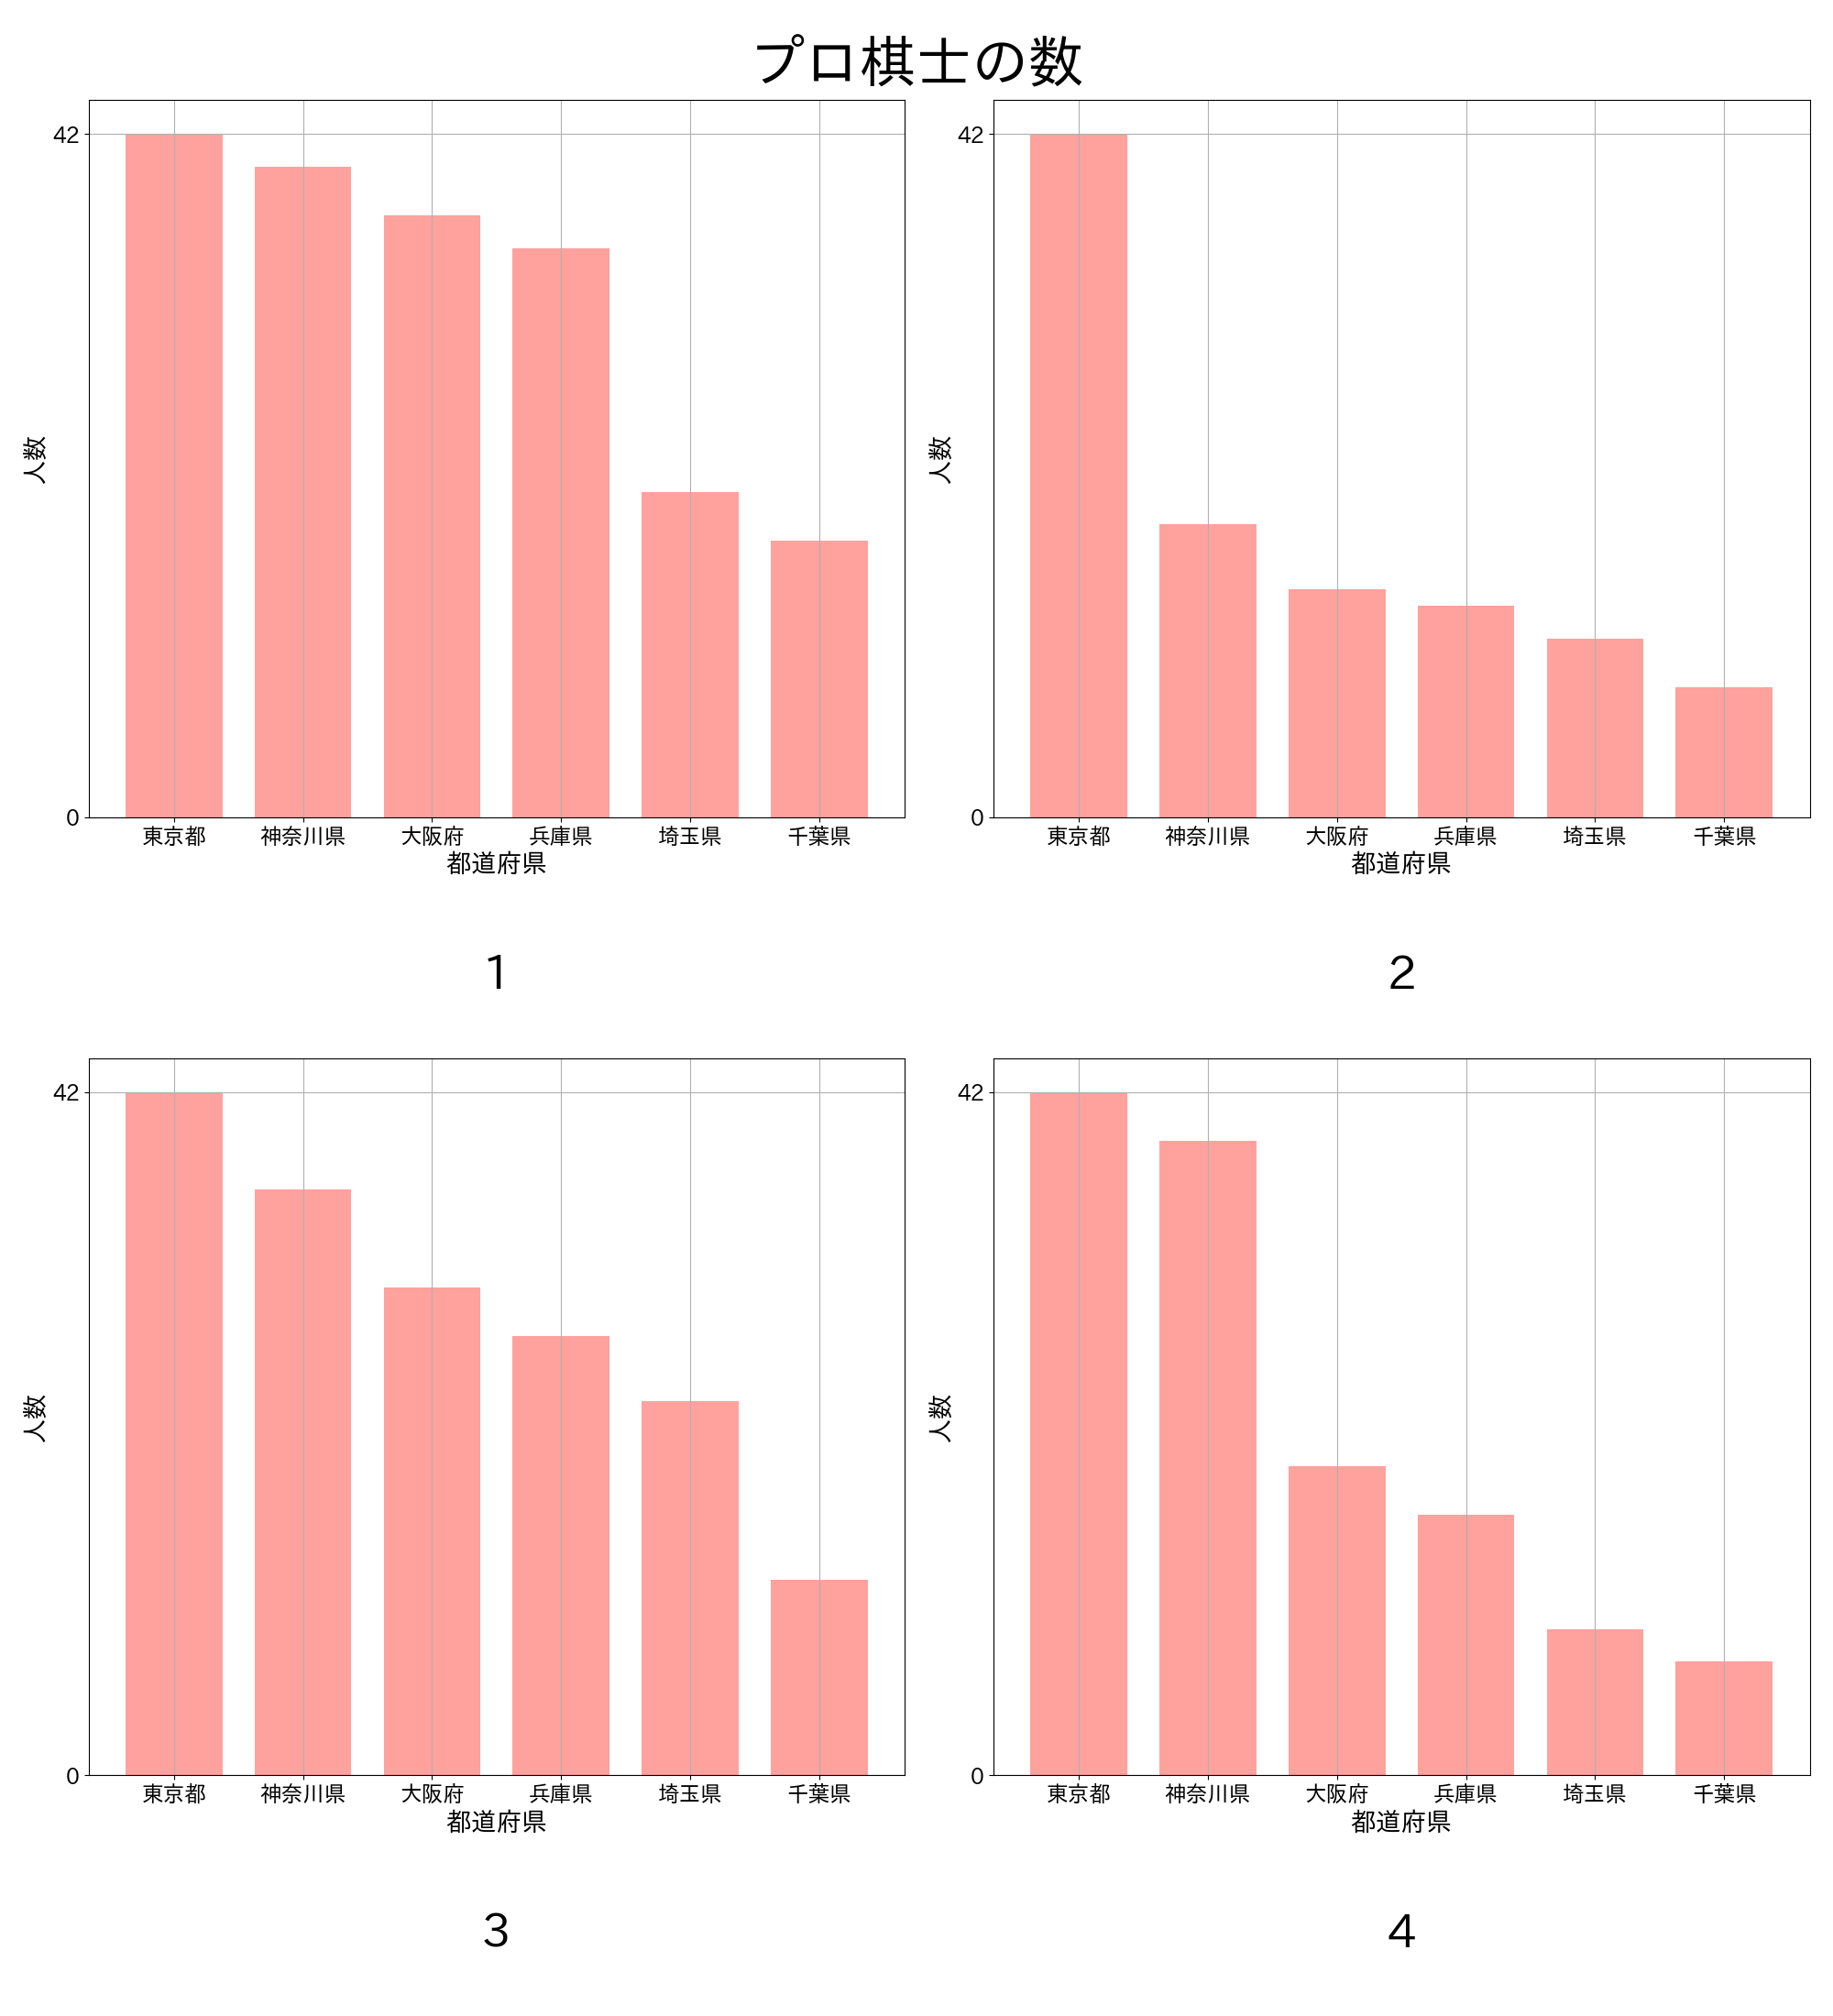 プロ棋士の数
42
0
人数
東京都 神奈川県 大阪府 兵庫県 埼玉県 千葉県
都道府県
1
42
0
人数
東京都 神奈川県 大阪府 兵庫県 埼玉県 千葉県
都道府県
2
42
0
人数
東京都 神奈川県 大阪府 兵庫県 埼玉県 千葉県
都道府県
3
42
0
人数
東京都 神奈川県 大阪府 兵庫県 埼玉県 千葉県
都道府県
4